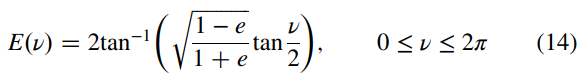 E(ν) = 2tan⁻¹(√((1 − e)/(1 + e)) tan(ν/2)), 0 ≤ ν ≤ 2π (14)